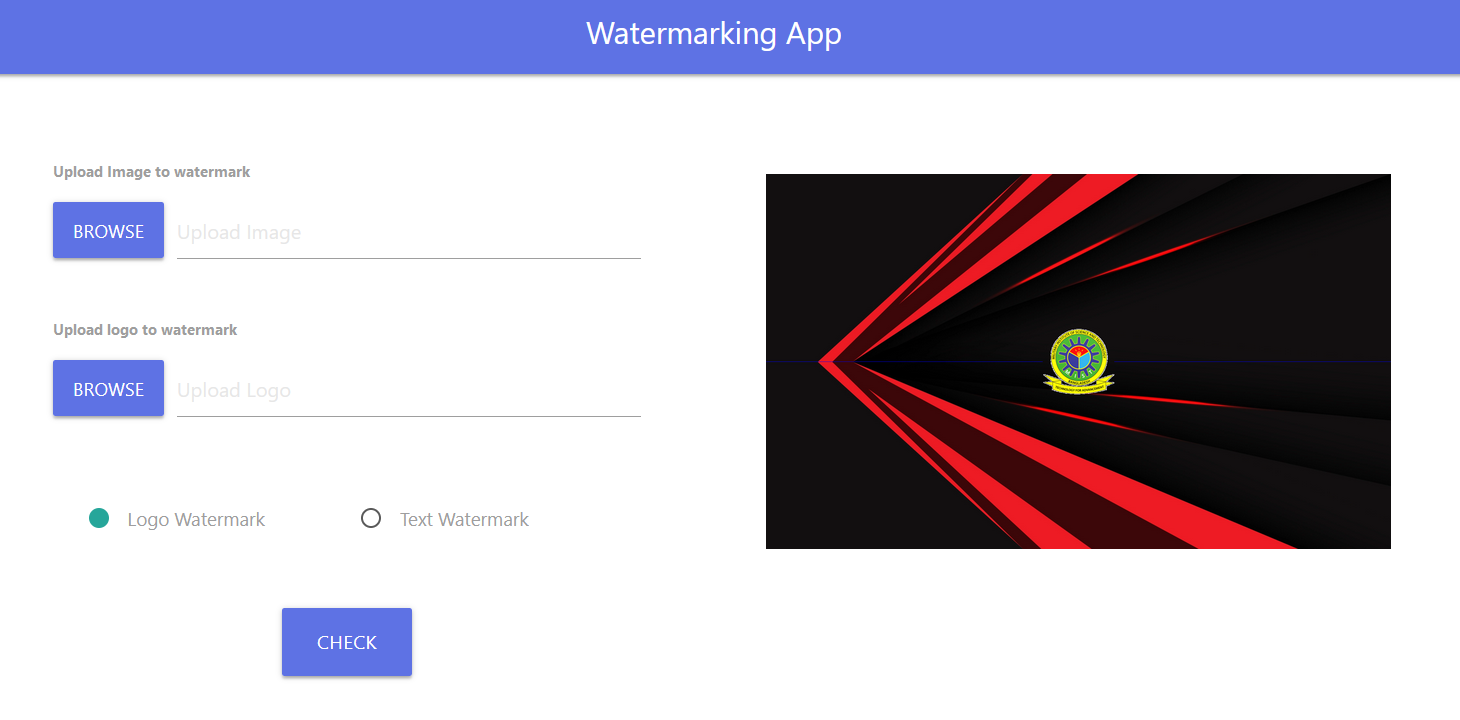 Watermarking App
Upload Image to watermark
BROWSE
Upload Image
Upload logo to watermark
BROWSE
Upload Logo
Logo Watermark
Text Watermark
CHECK